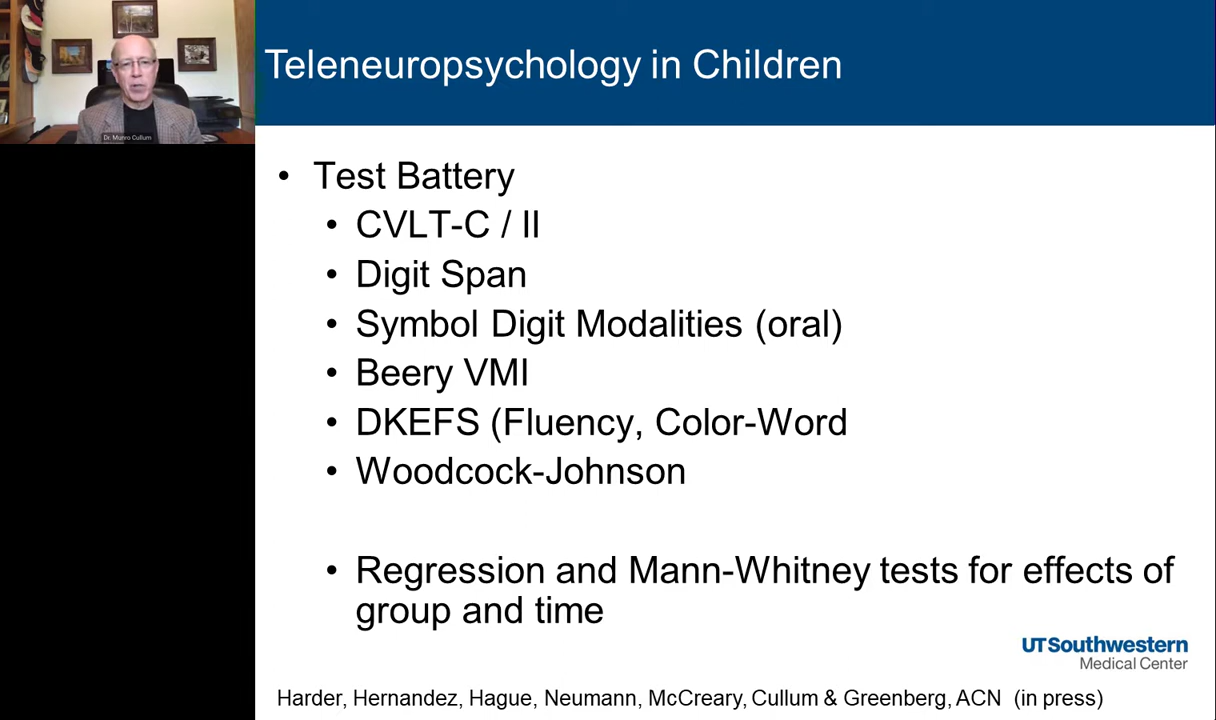 Dr. Munro Cullum
Teleneuropsychology in Children
• Test Battery
• CVLT-C / II
• Digit Span
• Symbol Digit Modalities (oral)
• Beery VMI
• DKEFS (Fluency, Color-Word
• Woodcock-Johnson
• Regression and Mann-Whitney tests for effects of
group and time
UTSouthwestern
Medical Center
Harder, Hernandez, Hague, Neumann, McCreary, Cullum & Greenberg, ACN (in press)